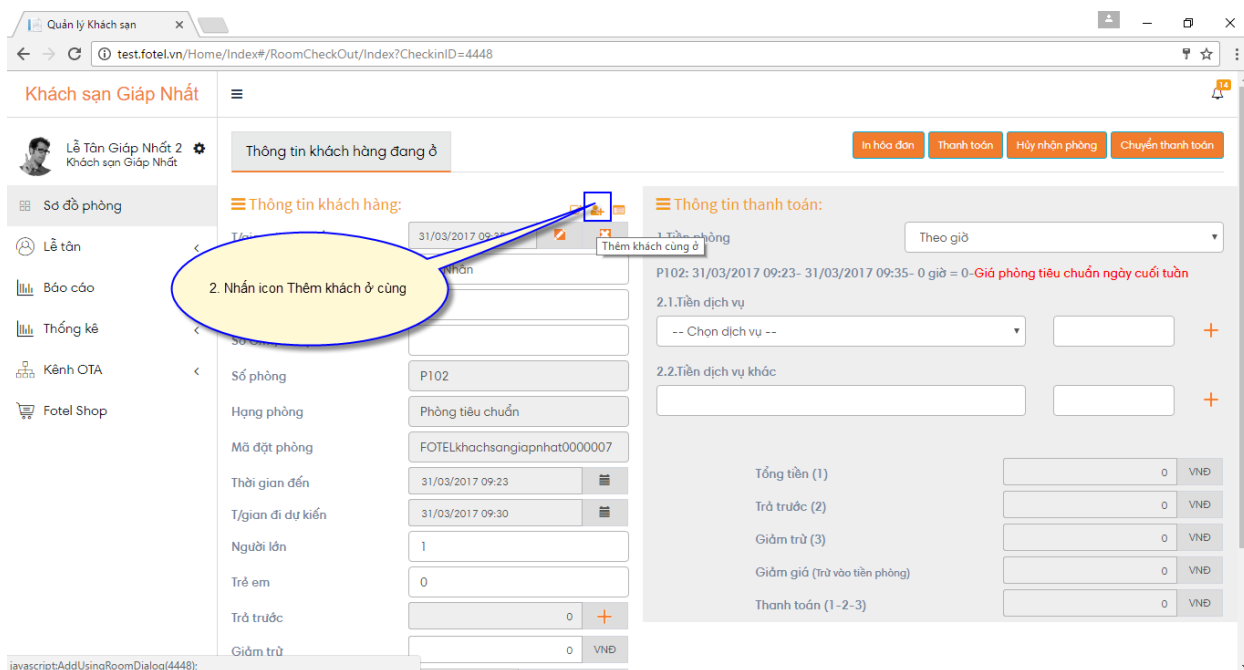 Quản lý Khách sạn
test.fotel.vn/Home/Index#/RoomCheckOut/Index?CheckinID=4448
Khách sạn Giáp Nhất
14
Lễ Tân Giáp Nhất 2
Khách sạn Giáp Nhất
Thông tin khách hàng đang ở
In hóa đơn
Thanh toán
Hủy nhận phòng
Chuyển thanh toán
Sơ đồ phòng
Lễ tân
Báo cáo
Thống kê
Kênh OTA
Fotel Shop
Thông tin khách hàng:
31/03/2017 09:35
Thêm khách cùng ở
2. Nhấn icon Thêm khách ở cùng
Nhân
Số phòng
P102
Hạng phòng
Phòng tiêu chuẩn
Mã đặt phòng
FOTELkhachsangiapnhat0000007
Thời gian đến
31/03/2017 09:23
T/gian đi dự kiến
31/03/2017 09:30
Người lớn
1
Trẻ em
0
Trả trước
0
Giảm trừ
0 VNĐ
Thông tin thanh toán:
1.Tiền phòng
Theo giờ
P102: 31/03/2017 09:23- 31/03/2017 09:35- 0 giờ = 0-Giá phòng tiêu chuẩn ngày cuối tuần
2.1.Tiền dịch vụ
-- Chọn dịch vụ --
2.2.Tiền dịch vụ khác
Tổng tiền (1)
0 VNĐ
Trả trước (2)
0 VNĐ
Giảm trừ (3)
0 VNĐ
Giảm giá (Trừ vào tiền phòng)
0 VNĐ
Thanh toán (1-2-3)
0 VNĐ
javascript:AddUsingRoomDialog(4448);